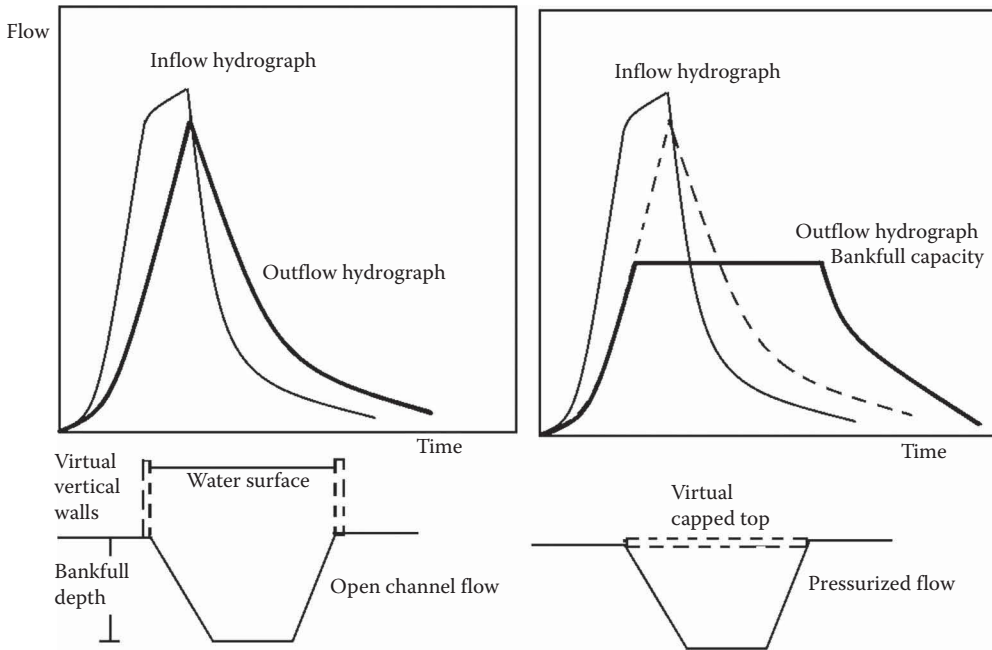 Flow
Inflow hydrograph
Outflow hydrograph
Time
Virtual
vertical
walls
Water surface
Bankfull
depth
Open channel flow
Inflow hydrograph
Outflow hydrograph
Bankfull capacity
Time
Virtual
capped top
Pressurized flow